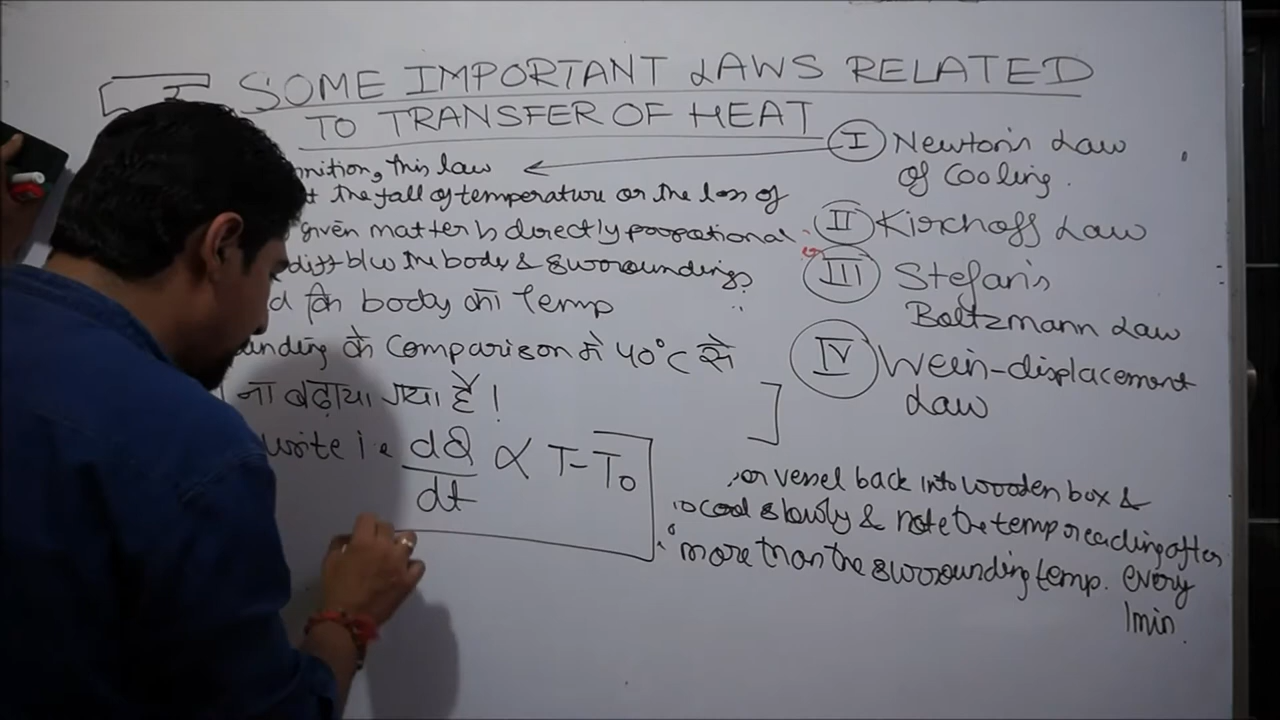 SOME IMPORTANT LAWS RELATED
TO TRANSFER OF HEAT
this law
the fall of temperature or the loss of
given matter is directly
diff b/w the body & surroundings
body का Temp
के Comparison में 40°C से
ना बढ़ाया गया है!
write i.e dQ/dt ∝ T-T₀
I Newton's Law
of Cooling.
II Kirchoff Law
III Stefan's
Boltzmann Law
IV Wein-displacement
Law
or vessel back into wooden box &
cool slowly & note the temp reading after
more than the surrounding temp. every
1min.